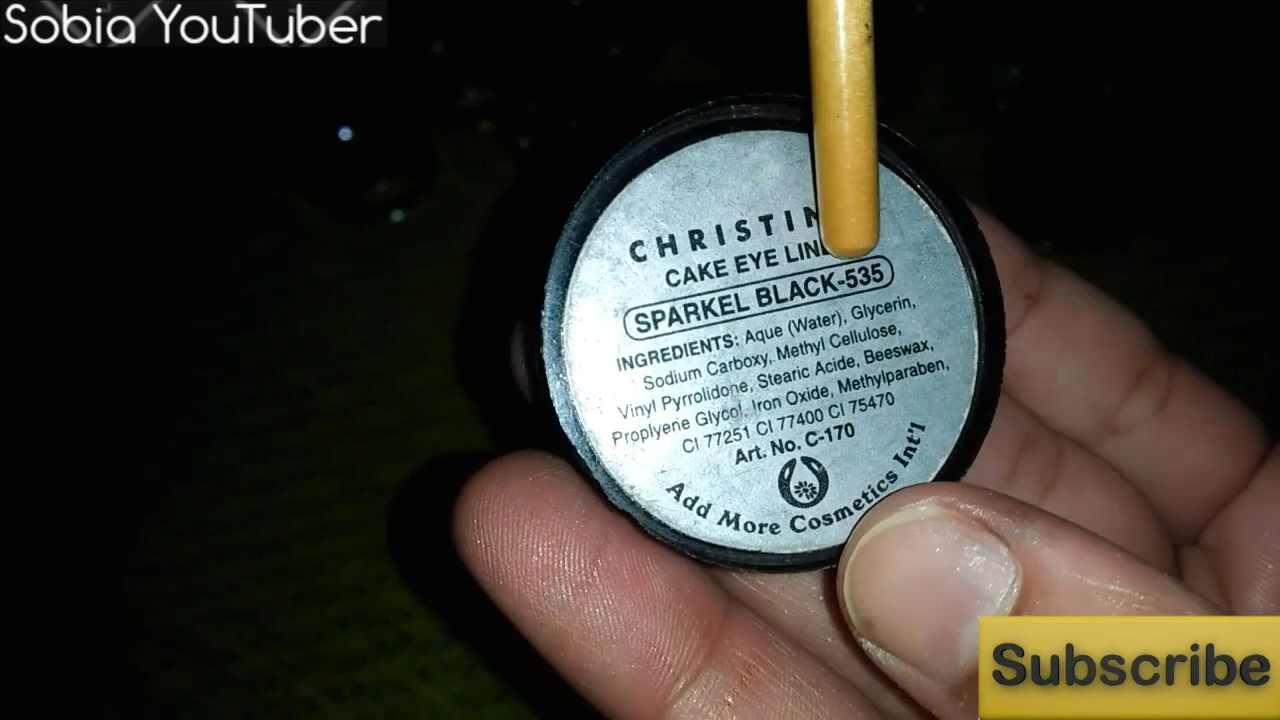 Sobia YouTuber
CHRISTIN
CAKE EYE LINE
SPARKEL BLACK-535
INGREDIENTS: Aque (Water), Glycerin,
Sodium Carboxy, Methyl Cellulose,
Vinyl Pyrrolidone, Stearic Acide, Beeswax,
Proplyene Glycol, Iron Oxide, Methylparaben,
CI 77251 CI 77400 CI 75470
Art. No. C-170
Add More Cosmetics Int'l
Subscribe